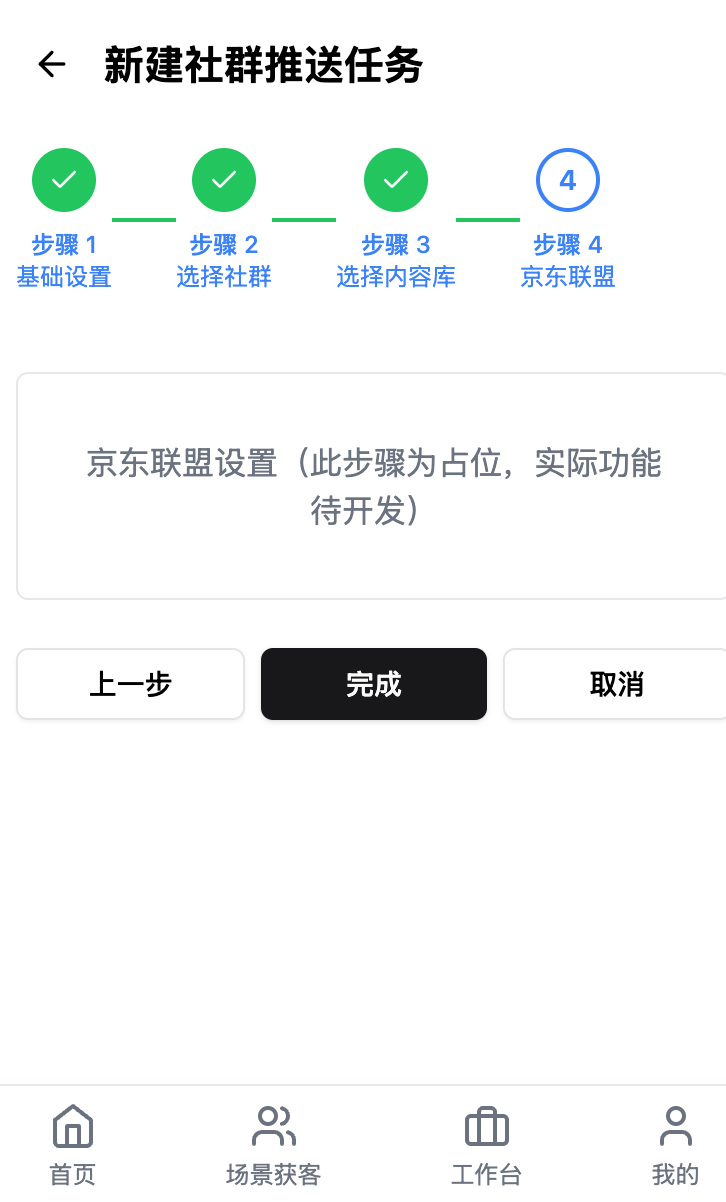 新建社群推送任务
4
步骤 1
步骤 2
步骤 3
步骤 4
基础设置
选择社群
选择内容库
京东联盟
京东联盟设置（此步骤为占位，实际功能
待开发）
上一步
完成
取消
首页
场景获客
工作台
我的